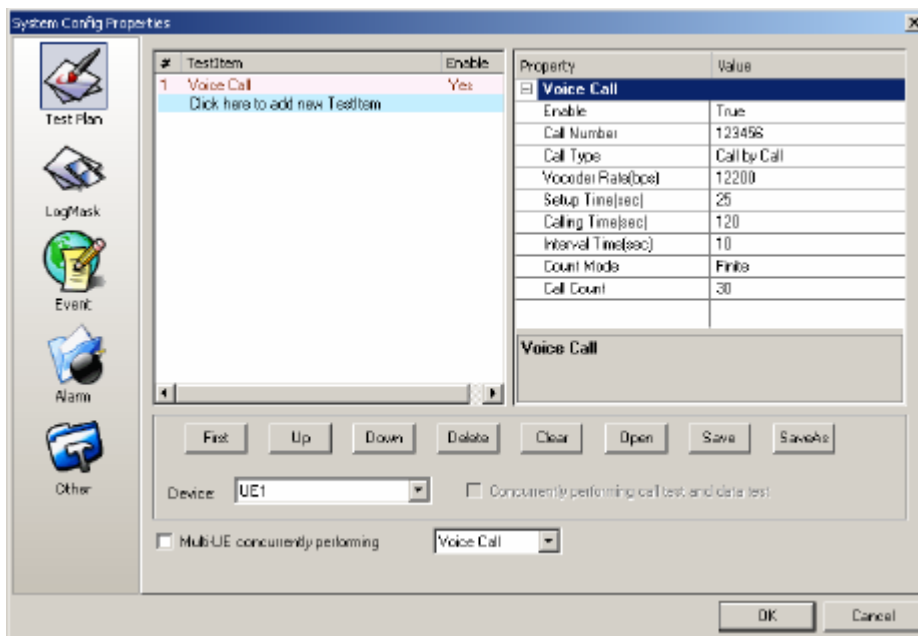 System Config Properties
Test Plan
LogMask
Event
Alarm
Other
# TestItem Enable
1 Voice Call Yes
Click here to add new TestItem
Property Value
Voice Call
Enable True
Call Number 123456
Call Type Call by Call
Vocoder Rate(bps) 12200
Setup Time(sec) 25
Calling Time(sec) 120
Interval Time(sec) 10
Count Mode Finite
Call Count 30
Voice Call
First Up Down Delete Clear Open Save SaveAs
Device: UE1 Concurrently performing call test and data test
Multi-UE concurrently performing Voice Call
OK Cancel